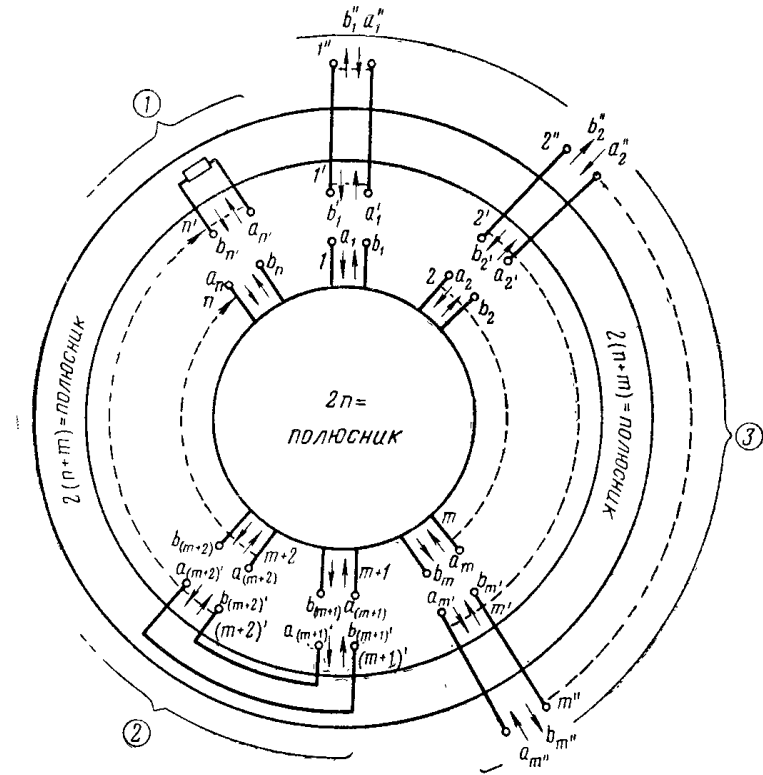 b₁" a₁"
1"
①
b₂"
a₂"
2"
1' b₁' a₁'
n' b_n' a_n'
2' b₂' a₂'
1 a₁ b₁
n a_n b_n
2 a₂ b₂
2n=
ПОЛЮСНИК
2(n+m)=ПОЛЮСНИК
2(n+m)=ПОЛЮСНИК
③
b_(m+2) a_(m+2) m+2
b_(m+1) a_(m+1) m+1
b_m a_m m
a_(m+2)' b_(m+2)' (m+2)'
a_(m+1)' b_(m+1)' (m+1)'
a_m' b_m' m'
m"
②
a_m" b_m"